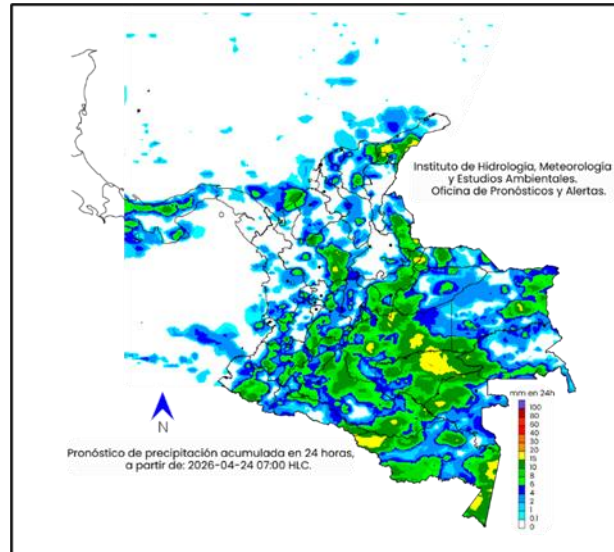 Instituto de Hidrología, Meteorología
y Estudios Ambientales.
Oficina de Pronósticos y Alertas.
N
Pronóstico de precipitación acumulada en 24 horas,
a partir de: 2026-04-24 07:00 HLC.
mm en 24h
100
80
60
40
30
20
15
10
8
6
4
2
1
0.1
0